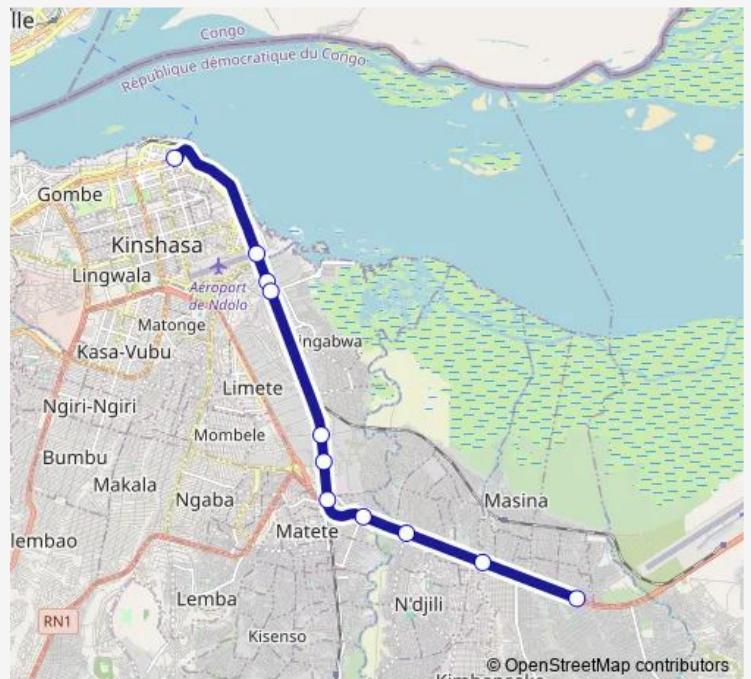 lle
Congo
République démocratique du Congo
Gombe
Kinshasa
Lingwala
Aéroport
de Ndolo
Matonge
Kasa-Vubu
Ngabwa
Limete
Ngiri-Ngiri
Mombele
Bumbu
Makala
Ngaba
Masina
Matete
lembao
Lemba
N'djili
RN1
Kisenso
© OpenStreetMap contributors